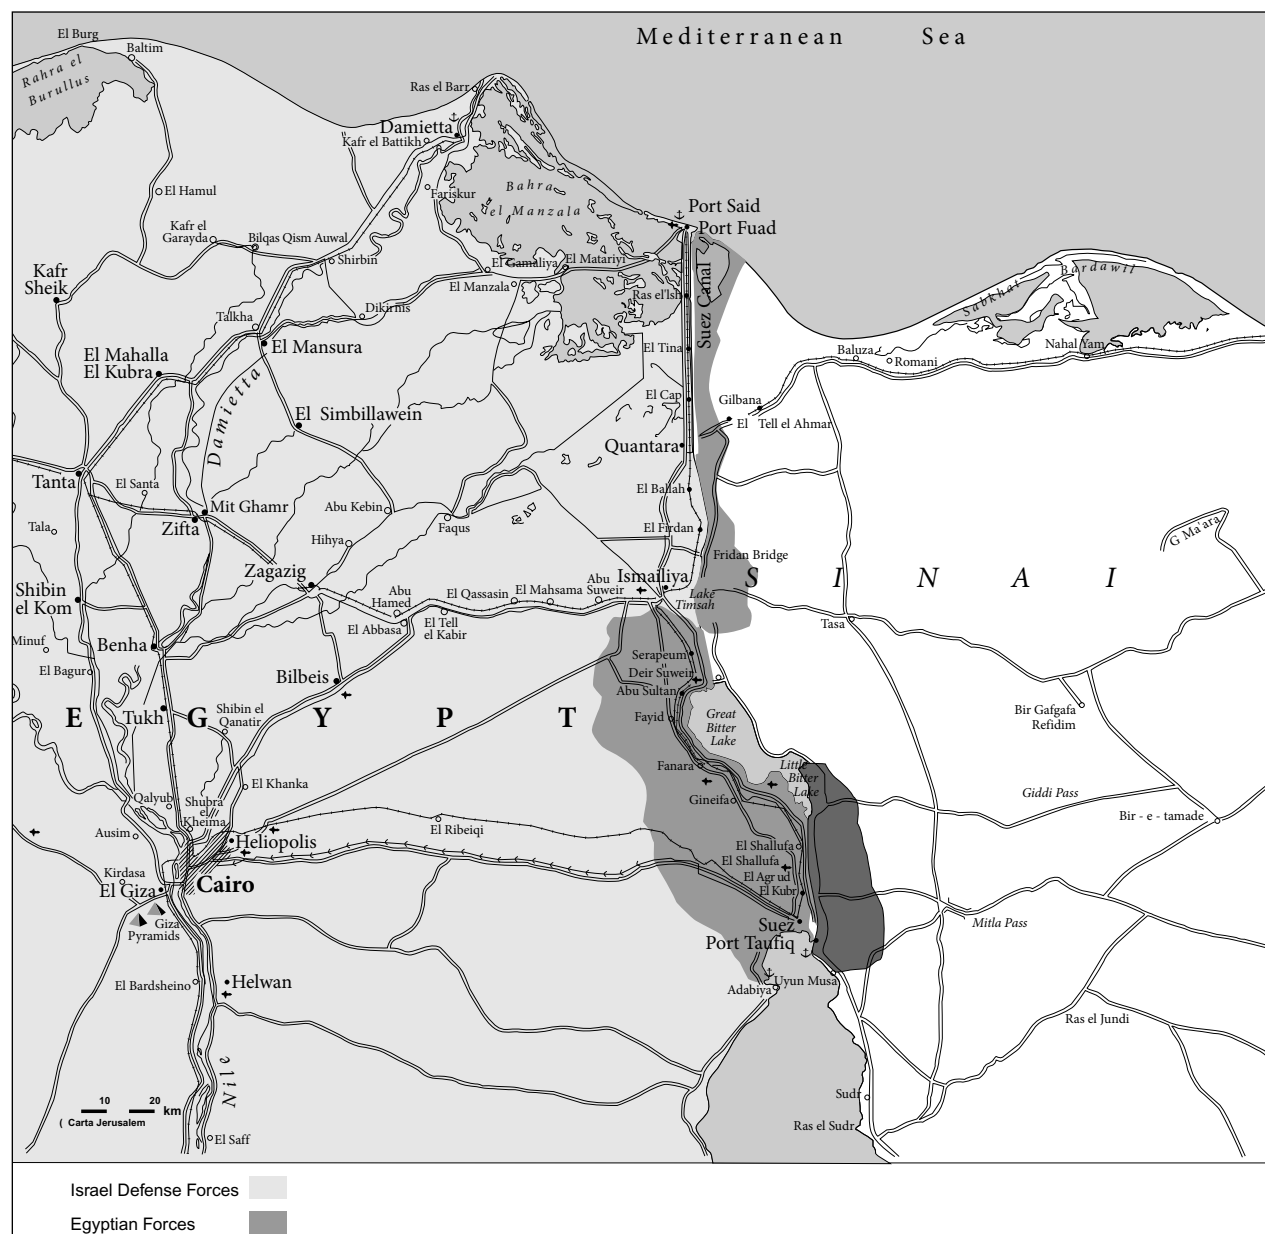 Mediterranean Sea
El Burg
Baltim
Rahra el
Burullus
Ras el Barr
Damietta
Kafr el Battikh
El Hamul
Fariskur
Bahra
el Manzala
Port Said
Port Fuad
Kafr el
Garayda
Bilqas Qism Auwal
Shirbin
El Gamaliya
El Matariyi
El Manzala
Kafr
Sheik
Ras el'lsh
Suez Canal
Sabkhat
Bardawil
Dikirnis
Talkha
El Mansura
El Tina
Baluza
Romani
Nahal Yam
El Mahalla
El Kubra
Damietta
El Cap
Gilbana
El Tell el Ahmar
El Simbillawein
Quantara
Tanta
El Santa
El Ballah
Mit Ghamr
Abu Kebin
Zifta
Faqus
Tala
El Firdan
G Ma'ara
Hihya
Fridan Bridge
Zagazig
Ismailiya
S I N A I
Shibin
el Kom
Abu
Hamed
El Qassasin
El Mahsama
Abu
Suweir
Lake
Timsah
Minuf
Benha
El Abbasa
El Tell
el Kabir
Tasa
El Bagur
Serapeum
Bilbeis
Deir Suweir
Abu Sultan
E G Y P T
Tukh
Shibin el
Qanatir
Fayid
Great
Bitter
Lake
Bir Gafgafa
Refidim
Fanara
Little
Bitter
Lake
El Khanka
Qalyub
Shubra
el
Kheima
Gineifa
Giddi Pass
Bir - e - tamade
Ausim
El Ribeiqi
Heliopolis
El Shallufa
El Shallufa
Kirdasa
El Giza
Cairo
El Agrud
El Kubr
Giza
Pyramids
Suez
Port Taufiq
Mitla Pass
El Bardsheino
Helwan
Adabiya
Uyun Musa
Ras el Jundi
Nile
Sudr
10 20 km
( Carta Jerusalem
Ras el Sudr
El Saff
Israel Defense Forces
Egyptian Forces